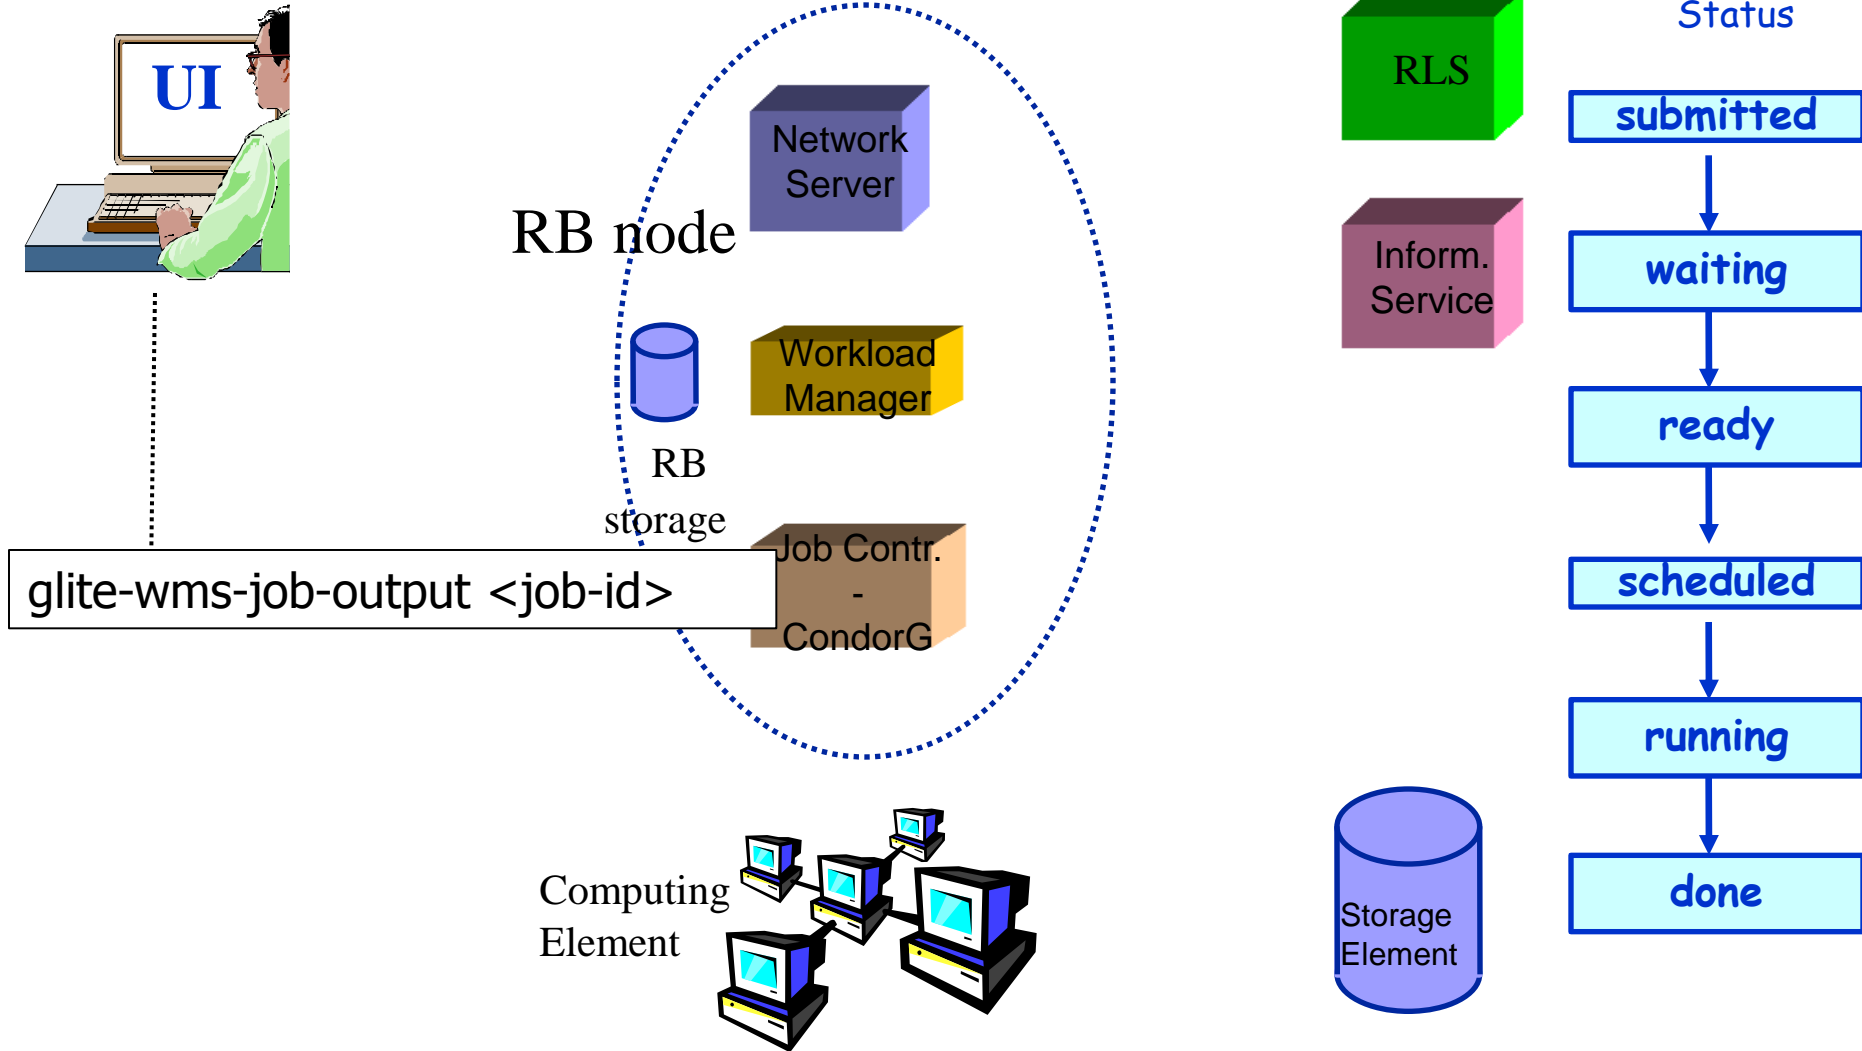 UI
RB node
Network
Server
Workload
Manager
RB
storage
Job Contr.
-
CondorG
glite-wms-job-output <job-id>
Computing
Element
RLS
Inform.
Service
Storage
Element
Status
submitted
waiting
ready
scheduled
running
done